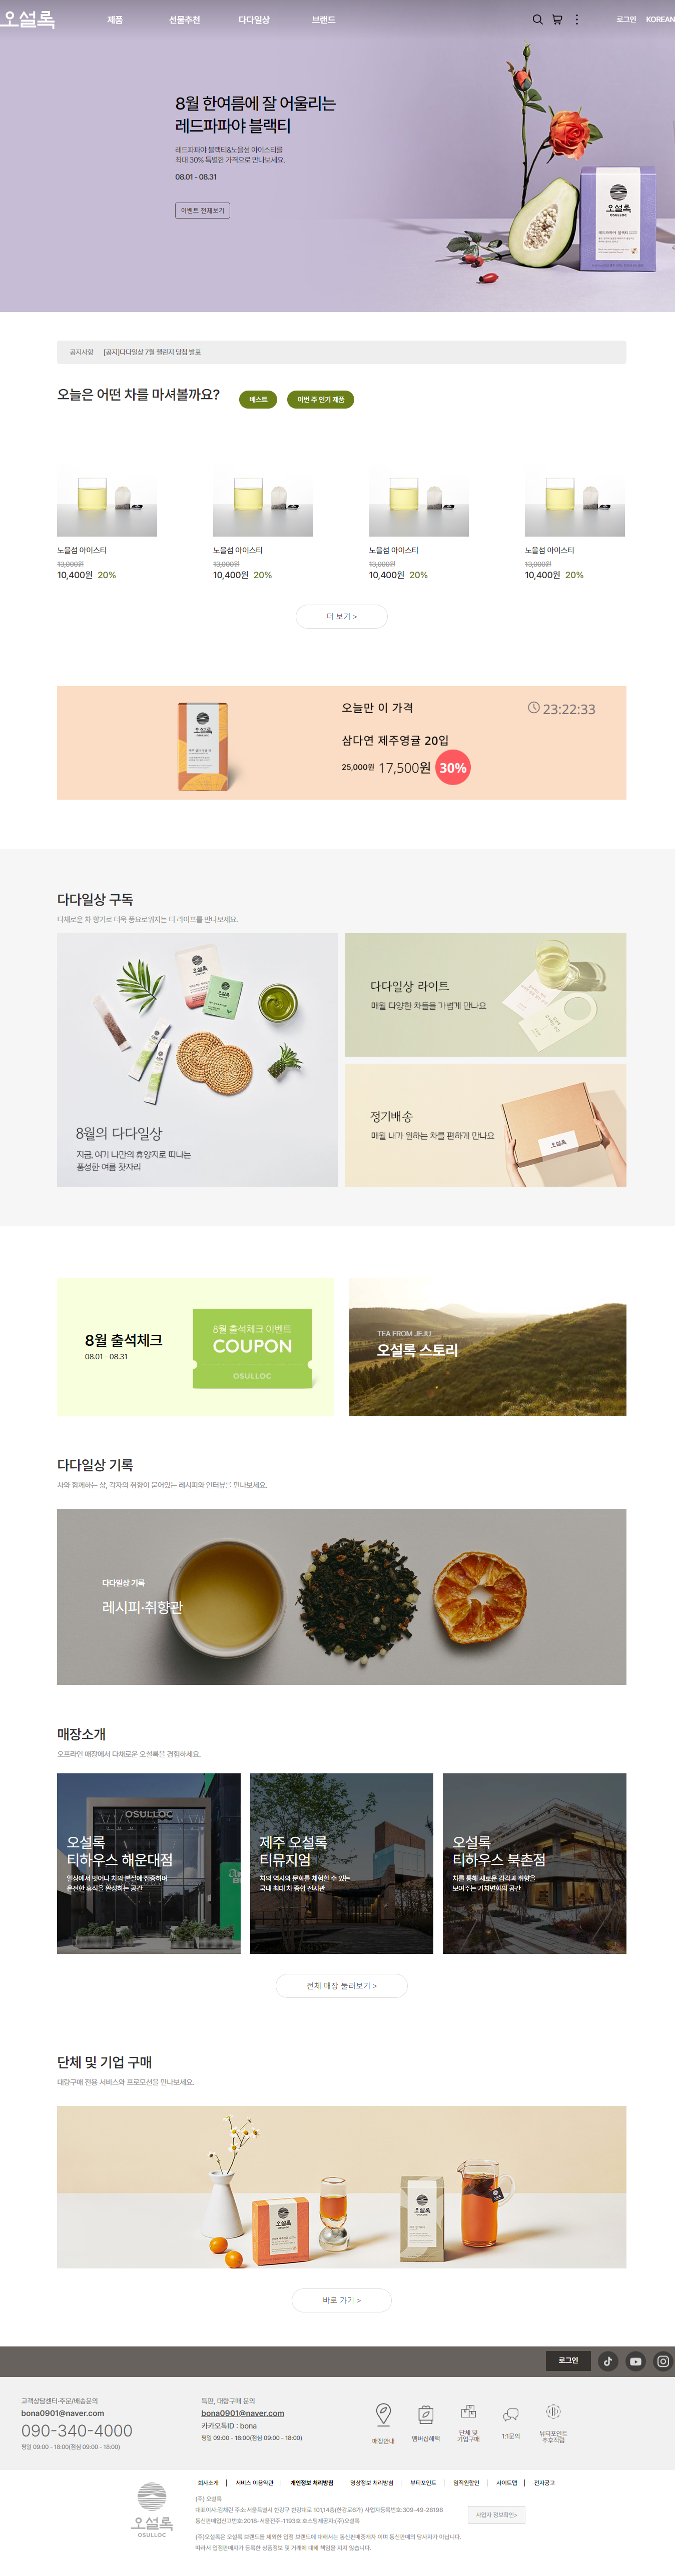 오설록
제품
선물추천
다다일상
브랜드
로그인
KOREAN
8월 한여름에 잘 어울리는
레드파파야 블랙티
레드파파야 블랙티&노을섬 아이스티를
최대 30% 특별한 가격으로 만나보세요.
08.01 - 08.31
이벤트 전체보기
오설록
OSULLOC
공지사항 [공지]다다일상 7월 챌린지 당첨 발표
오늘은 어떤 차를 마셔볼까요?
베스트
이번 주 인기 제품
노을섬 아이스티
13,000원
10,400원 20%
노을섬 아이스티
13,000원
10,400원 20%
노을섬 아이스티
13,000원
10,400원 20%
노을섬 아이스티
13,000원
10,400원 20%
더 보기 >
오설록
오늘만 이 가격
23:22:33
삼다연 제주영귤 20입
25,000원 17,500원 30%
다다일상 구독
다채로운 차 향기로 더욱 풍요로워지는 티 라이프를 만나보세요.
8월의 다다일상
지금, 여기 나만의 휴양지로 떠나는
풍성한 여름 찻자리
다다일상 라이트
매월 다양한 차들을 가볍게 만나요
정기배송
매월 내가 원하는 차를 편하게 만나요
오설록
8월 출석체크
08.01 - 08.31
8월 출석체크 이벤트
COUPON
OSULLOC
TEA FROM JEJU
오설록 스토리
다다일상 기록
차와 함께하는 삶, 각자의 취향이 묻어있는 레시피와 인터뷰를 만나보세요.
다다일상 기록
레시피·취향관
매장소개
오프라인 매장에서 다채로운 오설록을 경험하세요.
OSULLOC
오설록
티하우스 해운대점
일상에서 벗어나 차의 본질에 집중하며
온전한 휴식을 완성하는 공간
제주 오설록
티뮤지엄
차의 역사와 문화를 체험할 수 있는
국내 최대 차 종합 전시관
오설록
티하우스 북촌점
차를 통해 새로운 감각과 취향을
보여주는 가치변화의 공간
전체 매장 둘러보기 >
단체 및 기업 구매
대량구매 전용 서비스와 프로모션을 만나보세요.
오설록
오설록
바로 가기 >
로그인
고객상담센터·주문/배송문의
bona0901@naver.com
090-340-4000
평일 09:00 - 18:00(점심 09:00 - 18:00)
특판, 대량구매 문의
bona0901@naver.com
카카오톡ID : bona
평일 09:00 - 18:00(점심 09:00 - 18:00)
매장안내
멤버십혜택
단체 및
기업구매
1:1문의
뷰티포인트
추후적립
오설록
OSULLOC
회사소개 | 서비스 이용약관 | 개인정보 처리방침 | 영상정보 처리방침 | 뷰티포인트 | 임직원할인 | 사이트맵 | 전자공고
(주) 오설록
대표이사:김채린 주소:서울특별시 한강구 한강대로 101,14층(한강오6가) 사업자등록번호:309-49-28198
통신판매업신고번호:2018-서울관주-1193호 호스팅제공자:(주)오설록
사업자 정보확인>
(주)오설록은 오설록 브랜드를 제외한 입점 브랜드에 대해서는 통신판매중개자 이며 통신판매의 당사자가 아닙니다.
따라서 입점판매자가 등록한 상품정보 및 거래에 대해 책임을 지지 않습니다.